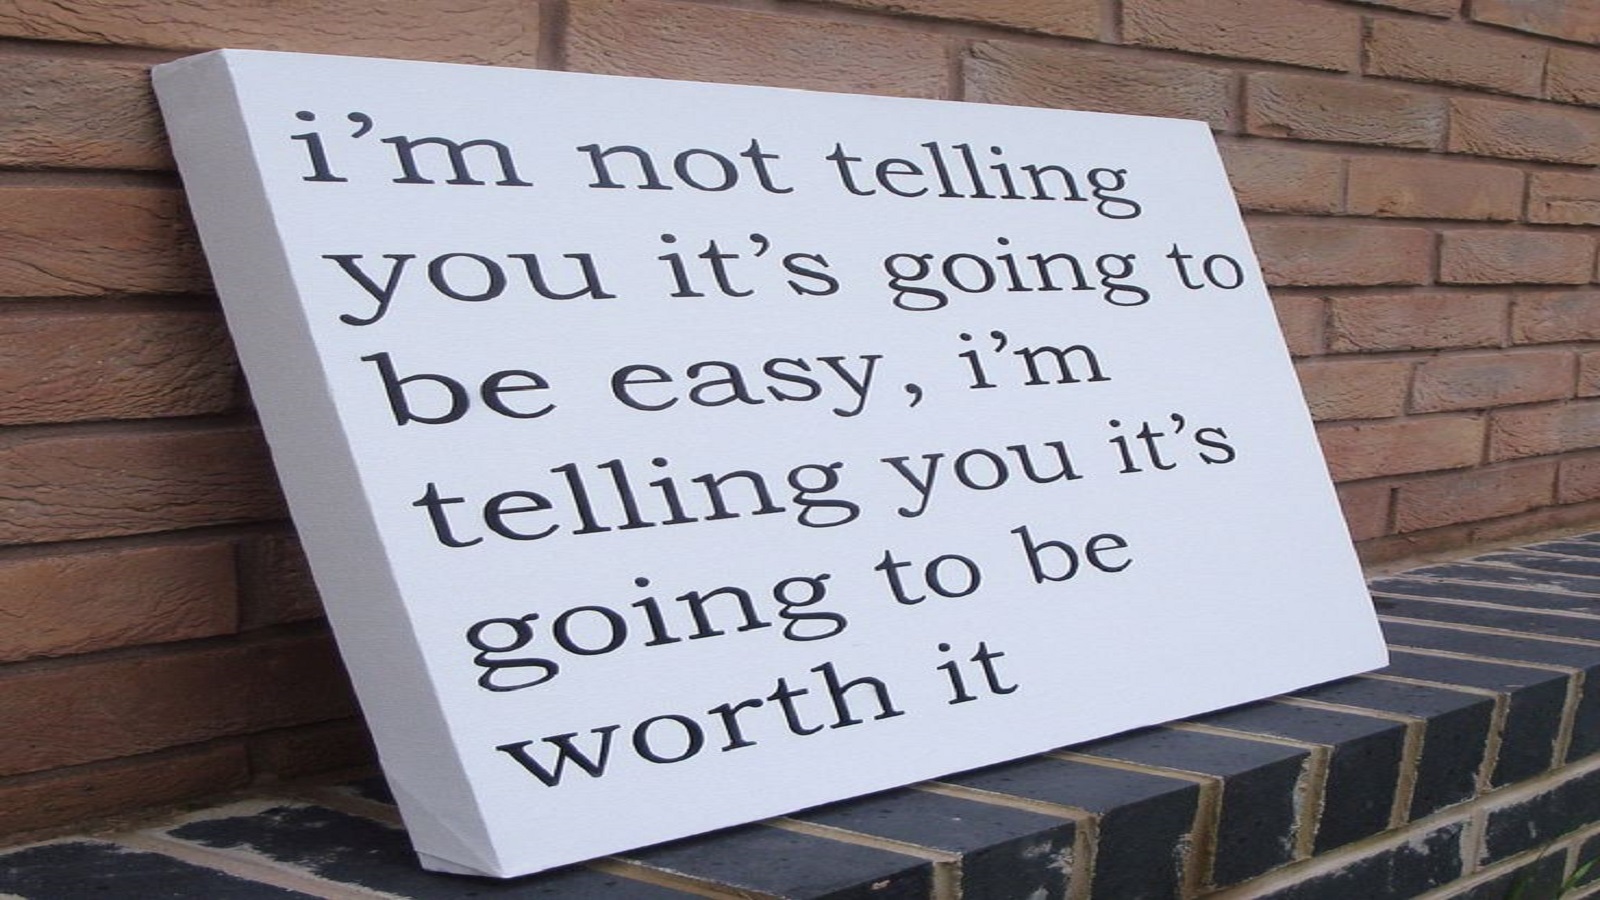 i’m not telling
you it’s going to
be easy, i’m
telling you it’s
going to be
worth it